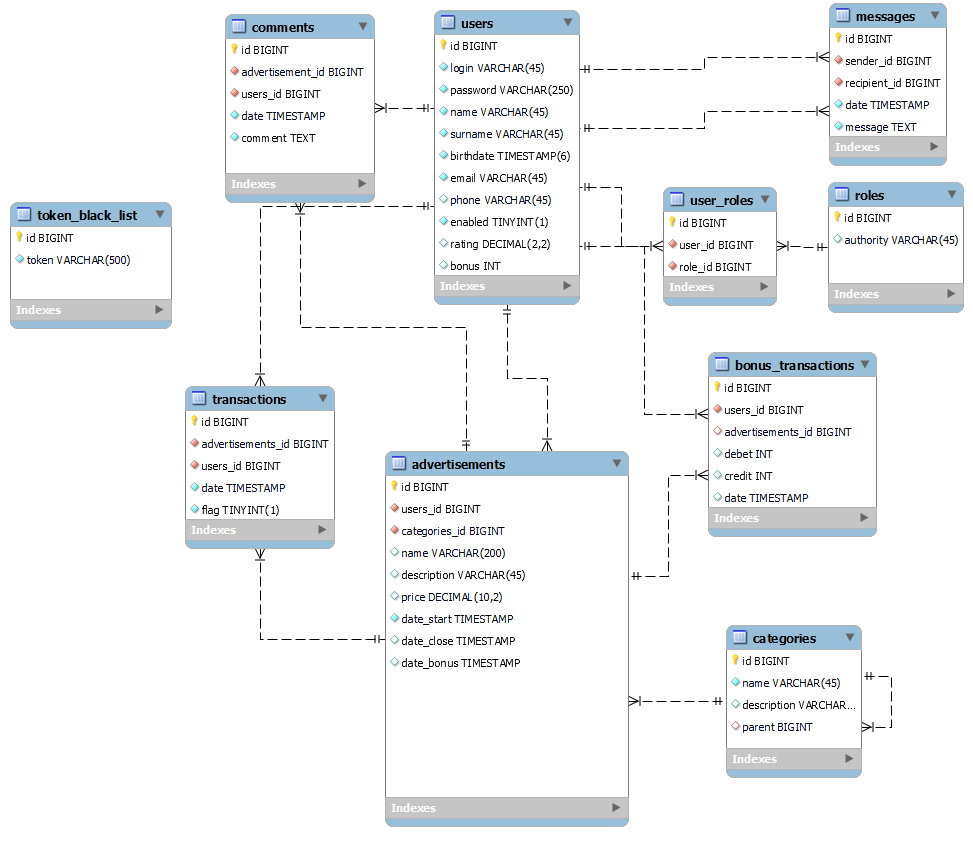 comments
id BIGINT
advertisement_id BIGINT
users_id BIGINT
date TIMESTAMP
comment TEXT
Indexes
users
id BIGINT
login VARCHAR(45)
password VARCHAR(250)
name VARCHAR(45)
surname VARCHAR(45)
birthdate TIMESTAMP(6)
email VARCHAR(45)
phone VARCHAR(45)
enabled TINYINT(1)
rating DECIMAL(2,2)
bonus INT
Indexes
messages
id BIGINT
sender_id BIGINT
recipient_id BIGINT
date TIMESTAMP
message TEXT
Indexes
token_black_list
id BIGINT
token VARCHAR(500)
Indexes
user_roles
id BIGINT
user_id BIGINT
role_id BIGINT
Indexes
roles
id BIGINT
authority VARCHAR(45)
Indexes
transactions
id BIGINT
advertisements_id BIGINT
users_id BIGINT
date TIMESTAMP
flag TINYINT(1)
Indexes
advertisements
id BIGINT
users_id BIGINT
categories_id BIGINT
name VARCHAR(200)
description VARCHAR(45)
price DECIMAL(10,2)
date_start TIMESTAMP
date_close TIMESTAMP
date_bonus TIMESTAMP
Indexes
bonus_transactions
id BIGINT
users_id BIGINT
advertisements_id BIGINT
debet INT
credit INT
date TIMESTAMP
Indexes
categories
id BIGINT
name VARCHAR(45)
description VARCHAR...
parent BIGINT
Indexes